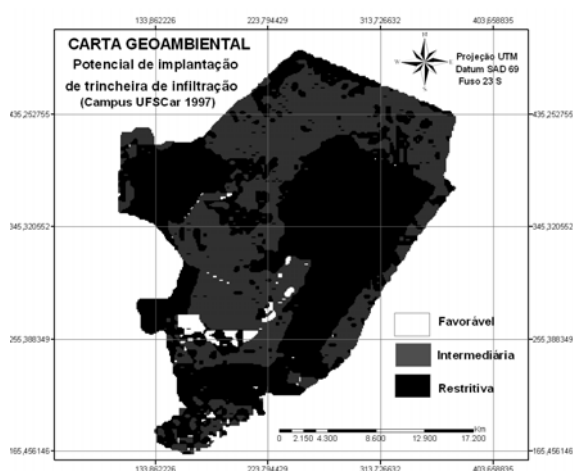 133,862226 223,794429 313,726632 403,658835
CARTA GEOAMBIENTAL
Potencial de implantação
de trincheira de infiltração
(Campus UFSCar 1997)
N
W E
S
Projeção UTM
Datum SAD 69
Fuso 23 S
435,252755 435,252755
345,320552 345,320552
255,388349 255,388349
165,456146 165,456146
Favorável
Intermediária
Restritiva
Km
0 2.150 4.300 8.600 12.900 17.200
133,862226 223,794429 313,726632 403,658835